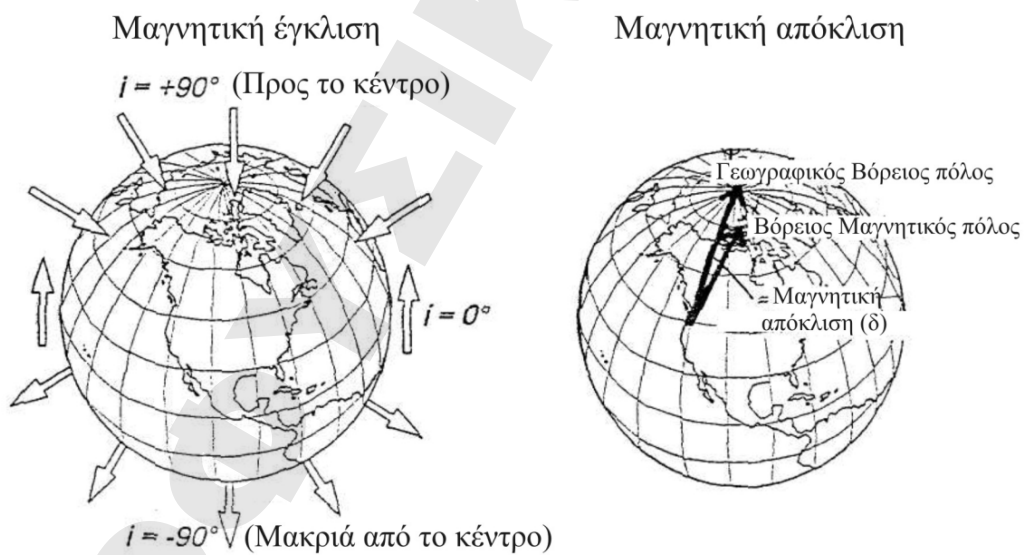 Μαγνητική έγκλιση
i = +90° (Προς το κέντρο)
i = 0°
i = -90° (Μακριά από το κέντρο)
Μαγνητική απόκλιση
Γεωγραφικός Βόρειος πόλος
Βόρειος Μαγνητικός πόλος
= Μαγνητική
απόκλιση (δ)